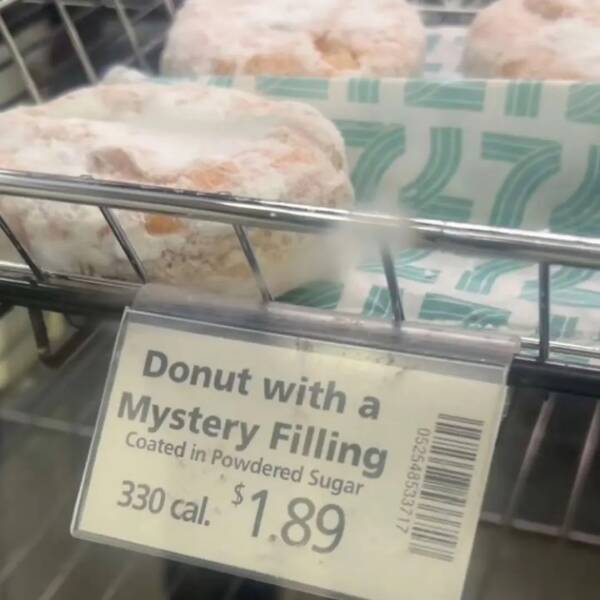 Donut with a
Mystery Filling
Coated in Powdered Sugar
330 cal. $1.89
052548533717